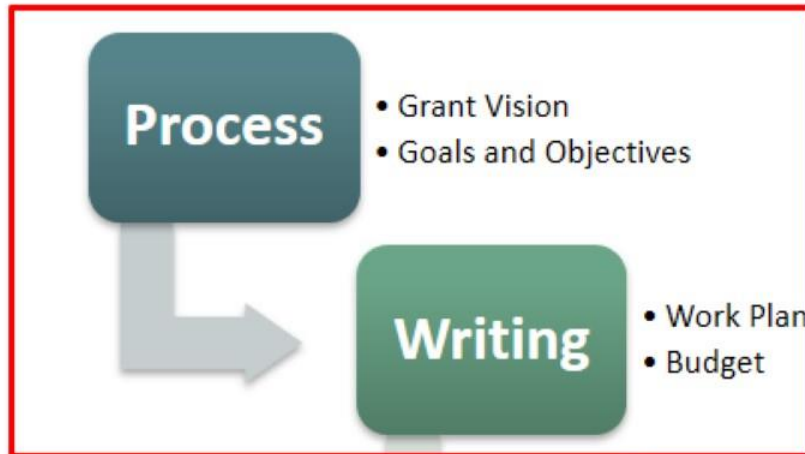 Process
• Grant Vision
• Goals and Objectives
Writing
• Work Plan
• Budget